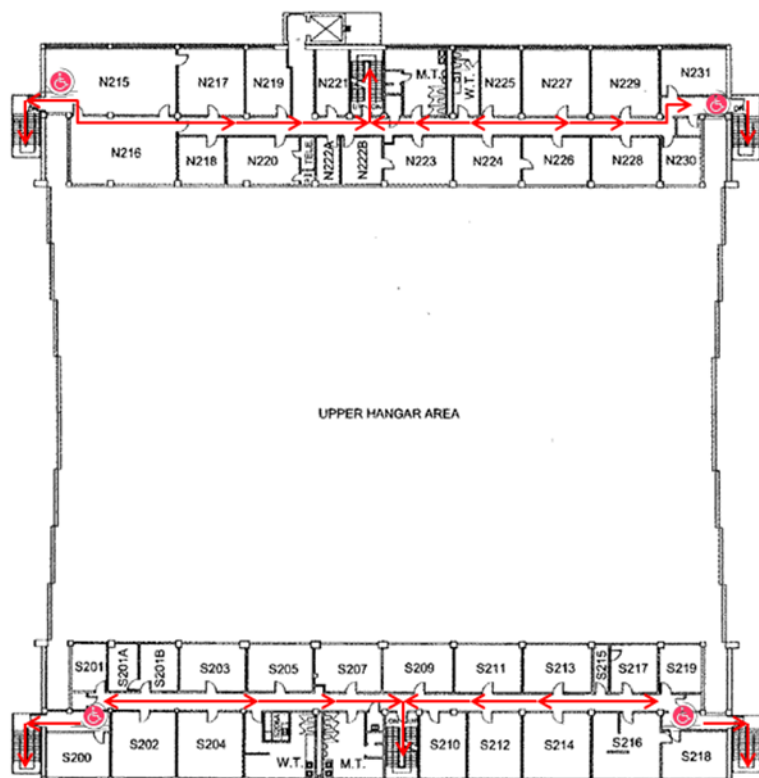 N215
N217
N219
N221
M.T.
W.T.
N225
N227
N229
N231
N216
N218
N220
TELE
N222A
N222B
N223
N224
N226
N228
N230
UPPER HANGAR AREA
S201
S201A
S201B
S203
S205
S207
S209
S211
S213
S215
S217
S219
S200
S202
S204
W.T.
M.T.
S210
S212
S214
S216
S218